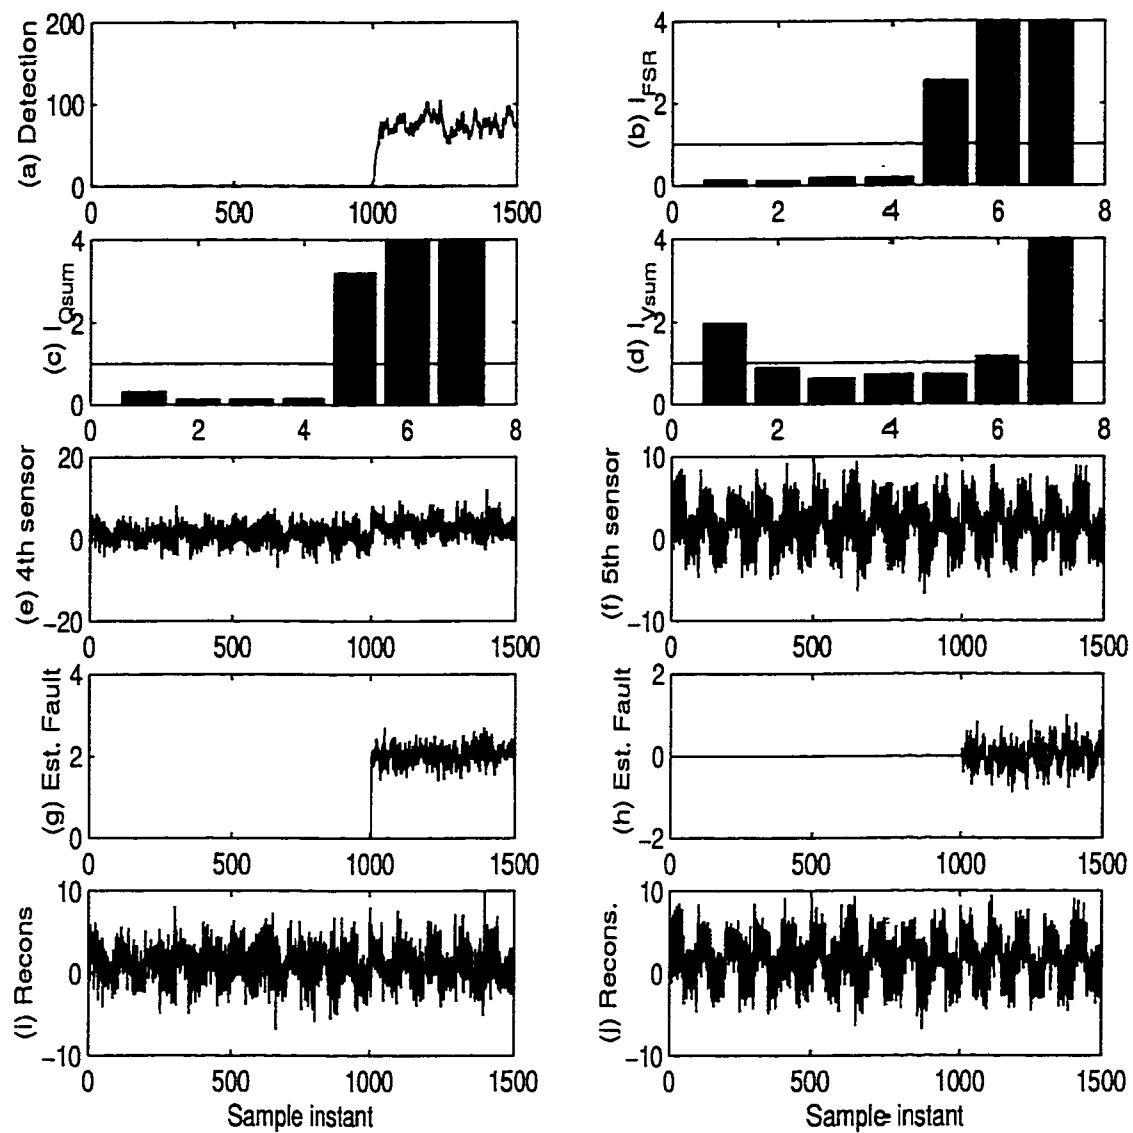 (a) Detection
200
100
0
0 500 1000 1500
(b) I_FSR
4
2
0
0 2 4 6 8
(c) I_Qsum
4
2
0
0 2 4 6 8
(d) I_Vsum
4
2
0
0 2 4 6 8
(e) 4th sensor
20
0
-20
0 500 1000 1500
(f) 5th sensor
10
0
-10
0 500 1000 1500
(g) Est. Fault
4
2
0
0 500 1000 1500
(h) Est. Fault
2
0
-2
0 500 1000 1500
(i) Recons
10
0
-10
0 500 1000 1500
Sample instant
(j) Recons.
10
0
-10
0 500 1000 1500
Sample instant